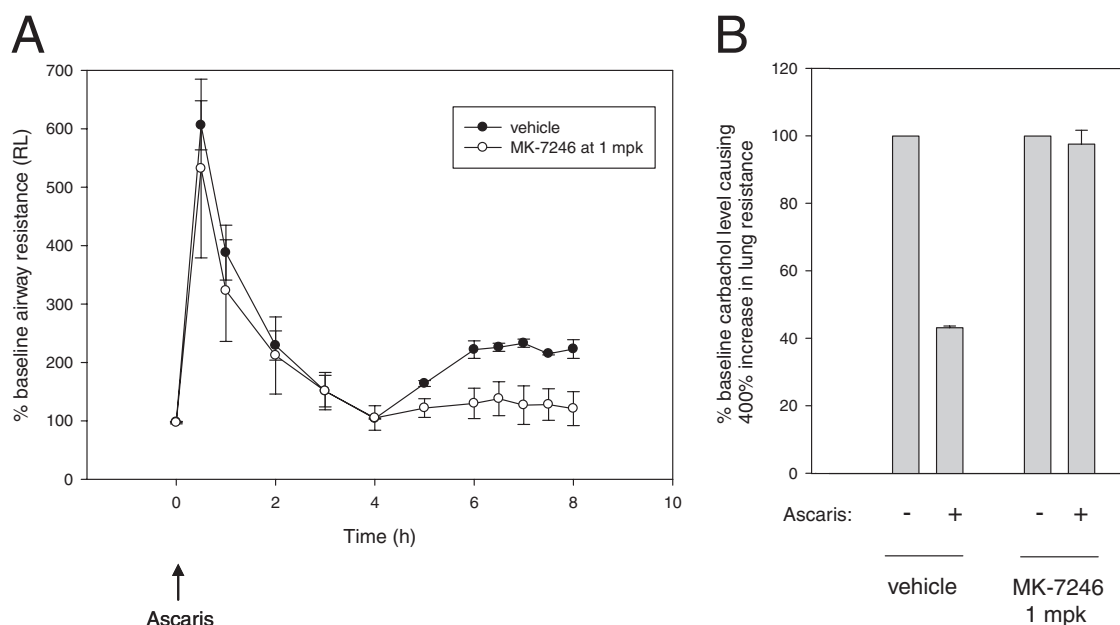 A
% baseline airway resistance (RL)
700
600
500
400
300
200
100
0
vehicle
MK-7246 at 1 mpk
0 2 4 6 8 10
Time (h)
Ascaris
B
% baseline carbachol level causing
400% increase in lung resistance
120
100
80
60
40
20
0
Ascaris: - + - +
vehicle MK-7246
1 mpk